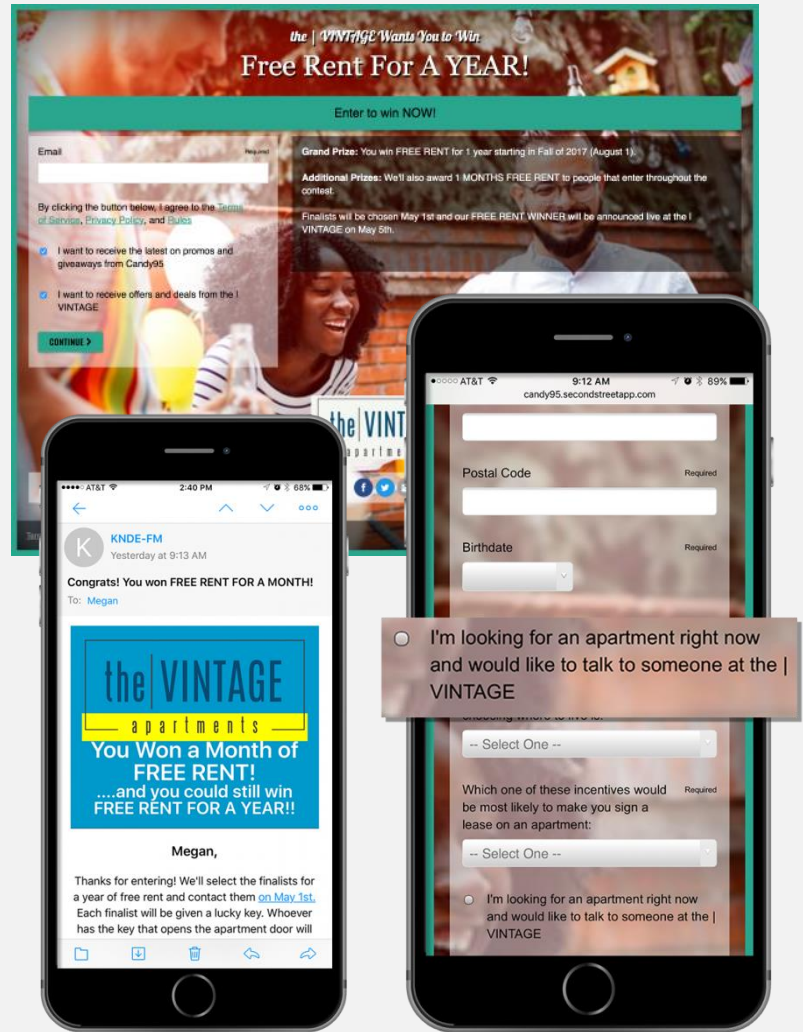 the | VINTAGE Wants You to Win
Free Rent For A YEAR!
Enter to win NOW!
Email
Required
By clicking the button below, I agree to the Terms
of Service, Privacy Policy, and Rules
I want to receive the latest on promos and
giveaways from Candy95
I want to receive offers and deals from the |
VINTAGE
CONTINUE >
Grand Prize: You win FREE RENT for 1 year starting in Fall of 2017 (August 1).
Additional Prizes: We'll also award 1 MONTHS FREE RENT to people that enter throughout the
contest.
Finalists will be chosen May 1st and our FREE RENT WINNER will be announced live at the |
VINTAGE on May 5th.
the VINT
apartme
AT&T 2:40 PM 68%
K
KNDE-FM
Yesterday at 9:13 AM
Congrats! You won FREE RENT FOR A MONTH!
To: Megan
the|VINTAGE
apartments
You Won a Month of
FREE RENT!
....and you could still win
FREE RENT FOR A YEAR!!
Megan,
Thanks for entering! We'll select the finalists for
a year of free rent and contact them on May 1st.
Each finalist will be given a lucky key. Whoever
has the key that opens the apartment door will
AT&T 9:12 AM 89%
candy95.secondstreetapp.com
Postal Code Required
Birthdate Required
I'm looking for an apartment right now
and would like to talk to someone at the |
VINTAGE
choosing where to live is:
-- Select One --
Which one of these incentives would Required
be most likely to make you sign a
lease on an apartment:
-- Select One --
I'm looking for an apartment right now
and would like to talk to someone at the |
VINTAGE